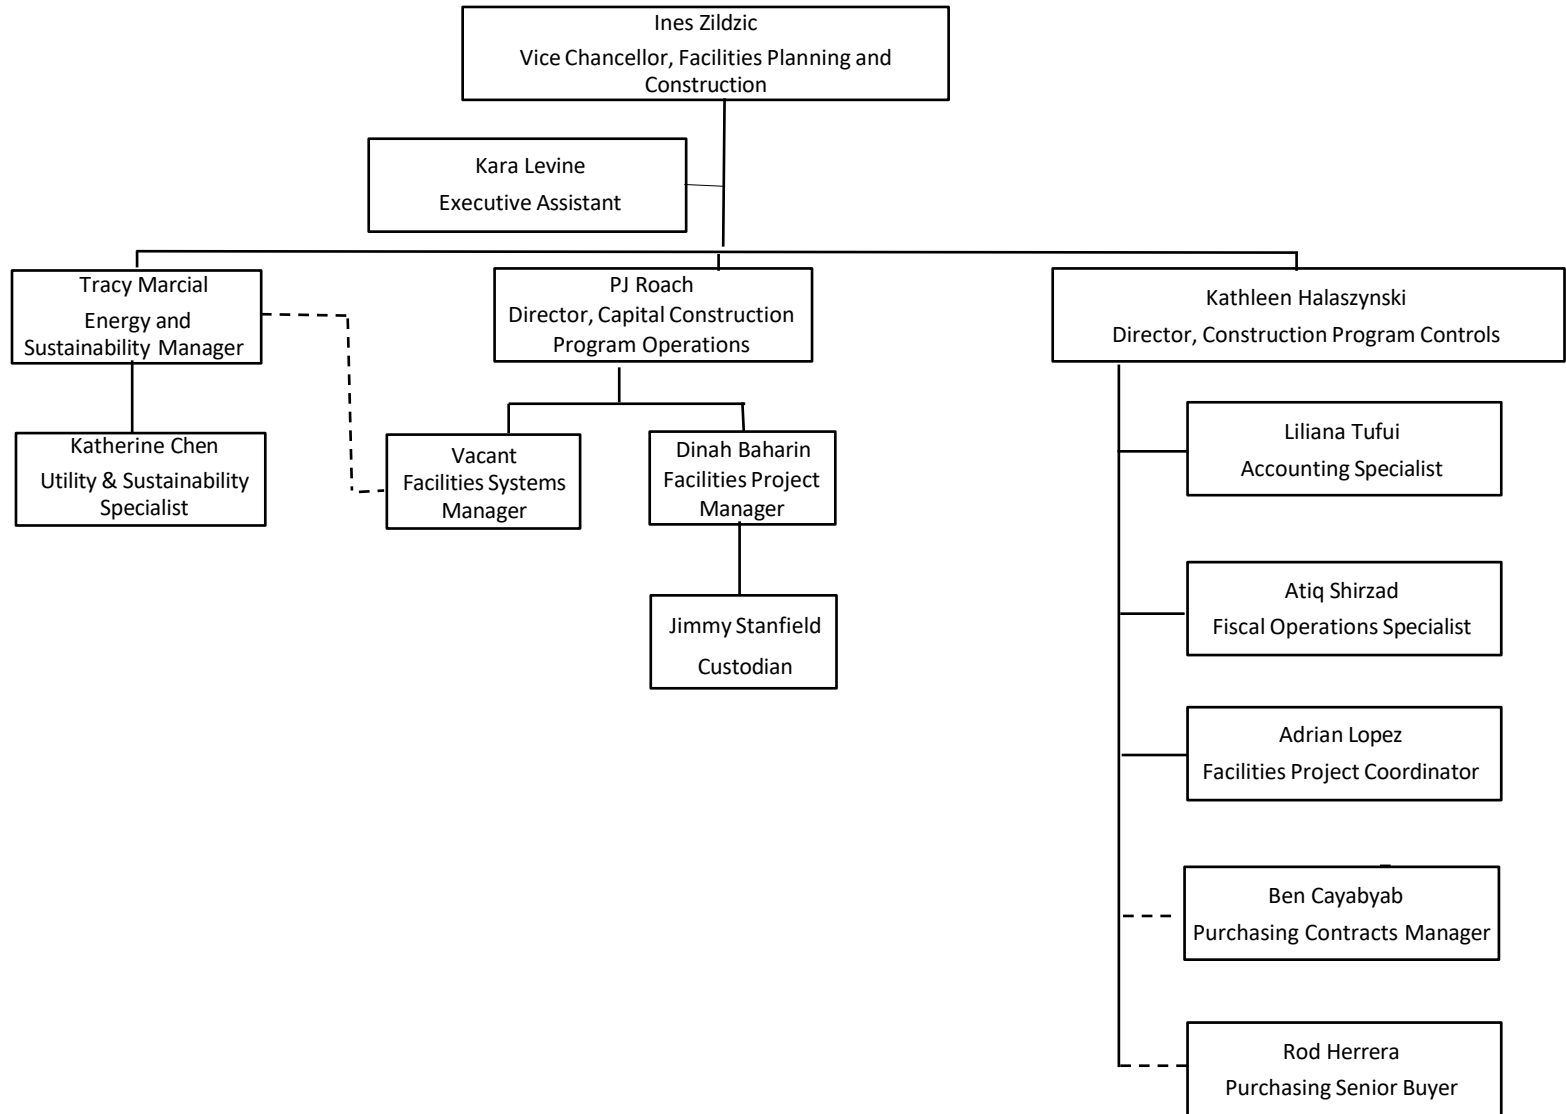 Ines Zildzic
Vice Chancellor, Facilities Planning and
Construction
Kara Levine
Executive Assistant
Tracy Marcial
Energy and
Sustainability Manager
PJ Roach
Director, Capital Construction
Program Operations
Kathleen Halaszynski
Director, Construction Program Controls
Katherine Chen
Utility & Sustainability
Specialist
Vacant
Facilities Systems
Manager
Dinah Baharin
Facilities Project
Manager
Jimmy Stanfield
Custodian
Liliana Tufui
Accounting Specialist
Atiq Shirzad
Fiscal Operations Specialist
Adrian Lopez
Facilities Project Coordinator
Ben Cayabyab
Purchasing Contracts Manager
Rod Herrera
Purchasing Senior Buyer